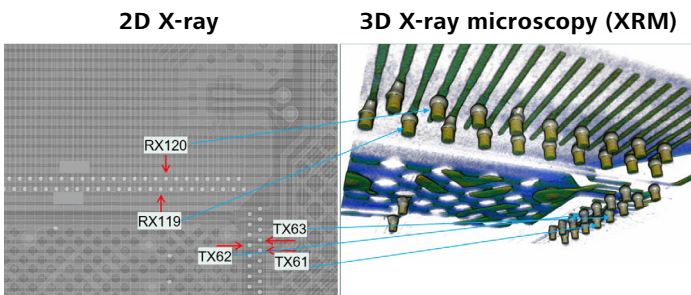 2D X-ray
3D X-ray microscopy (XRM)
RX120
RX119
TX63
TX62
TX61